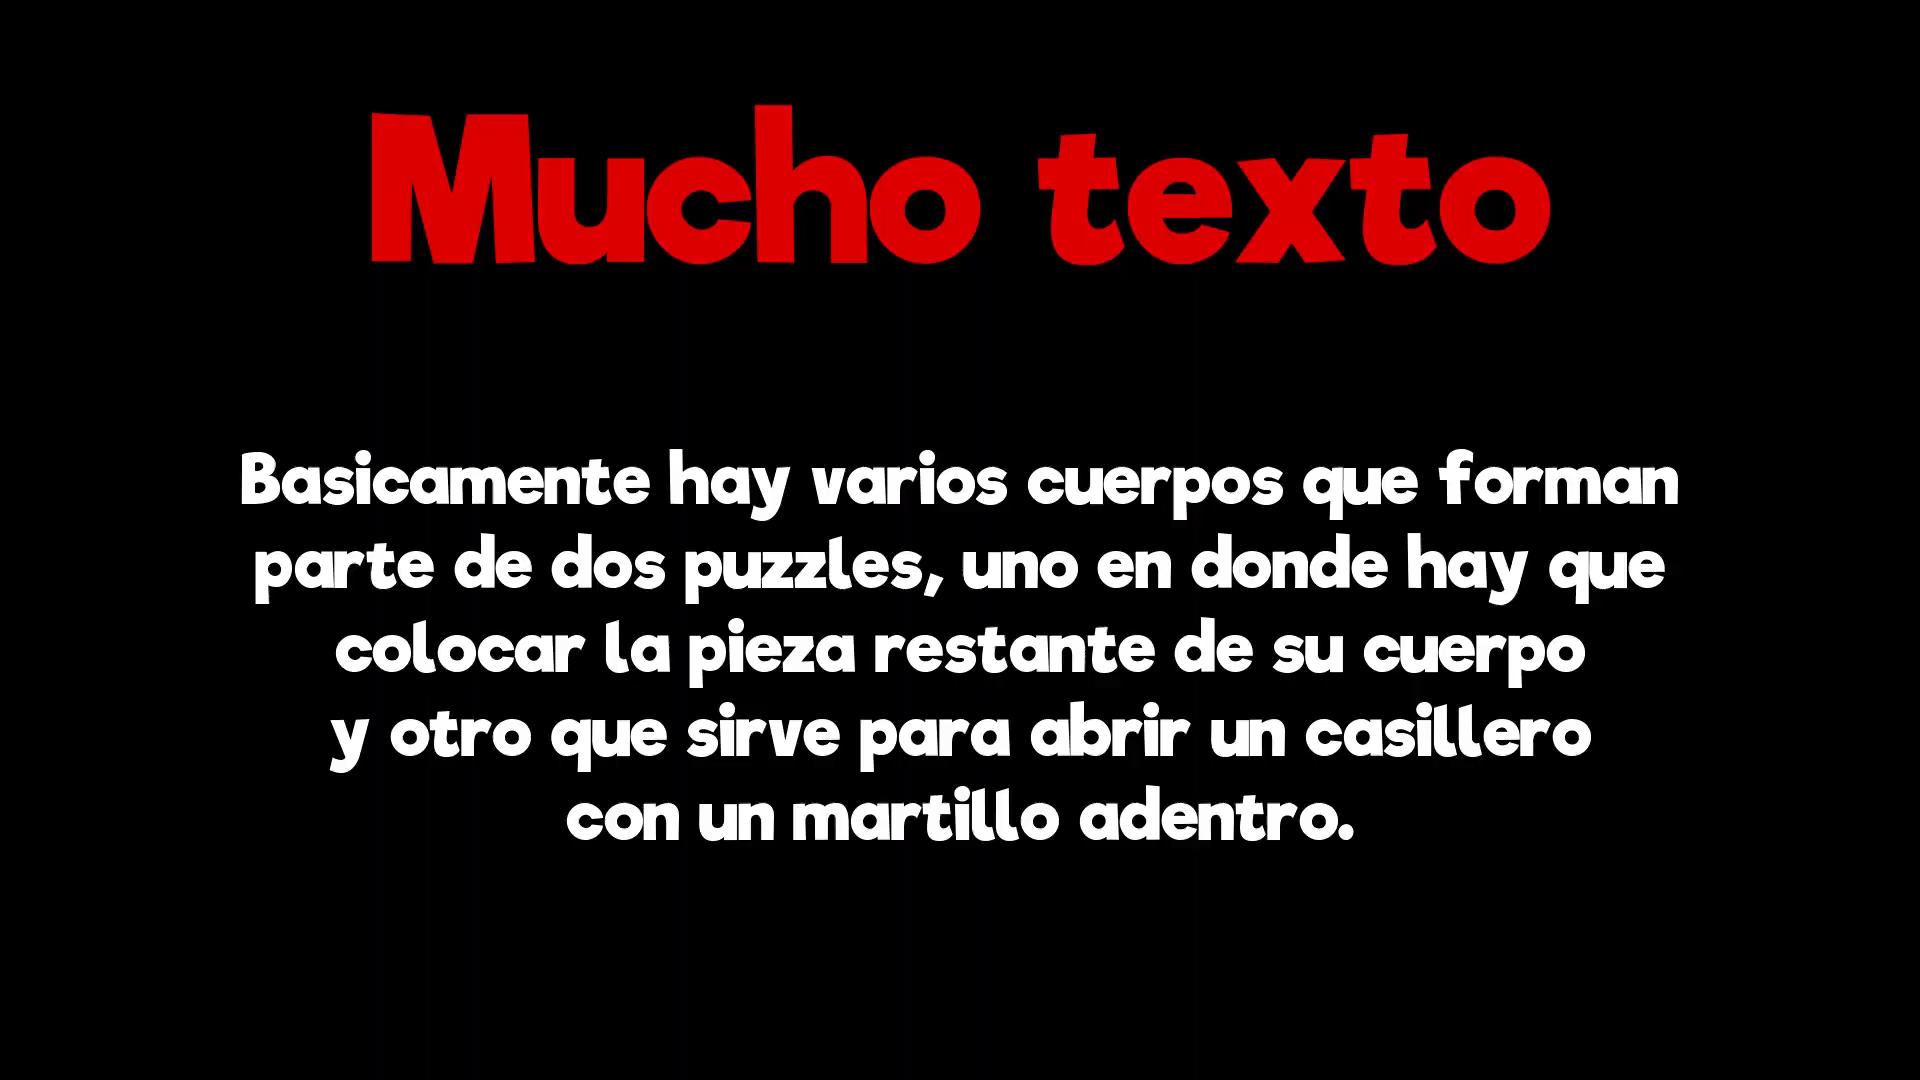 Mucho texto
Basicamente hay varios cuerpos que forman
parte de dos puzzles, uno en donde hay que
colocar la pieza restante de su cuerpo
y otro que sirve para abrir un casillero
con un martillo adentro.